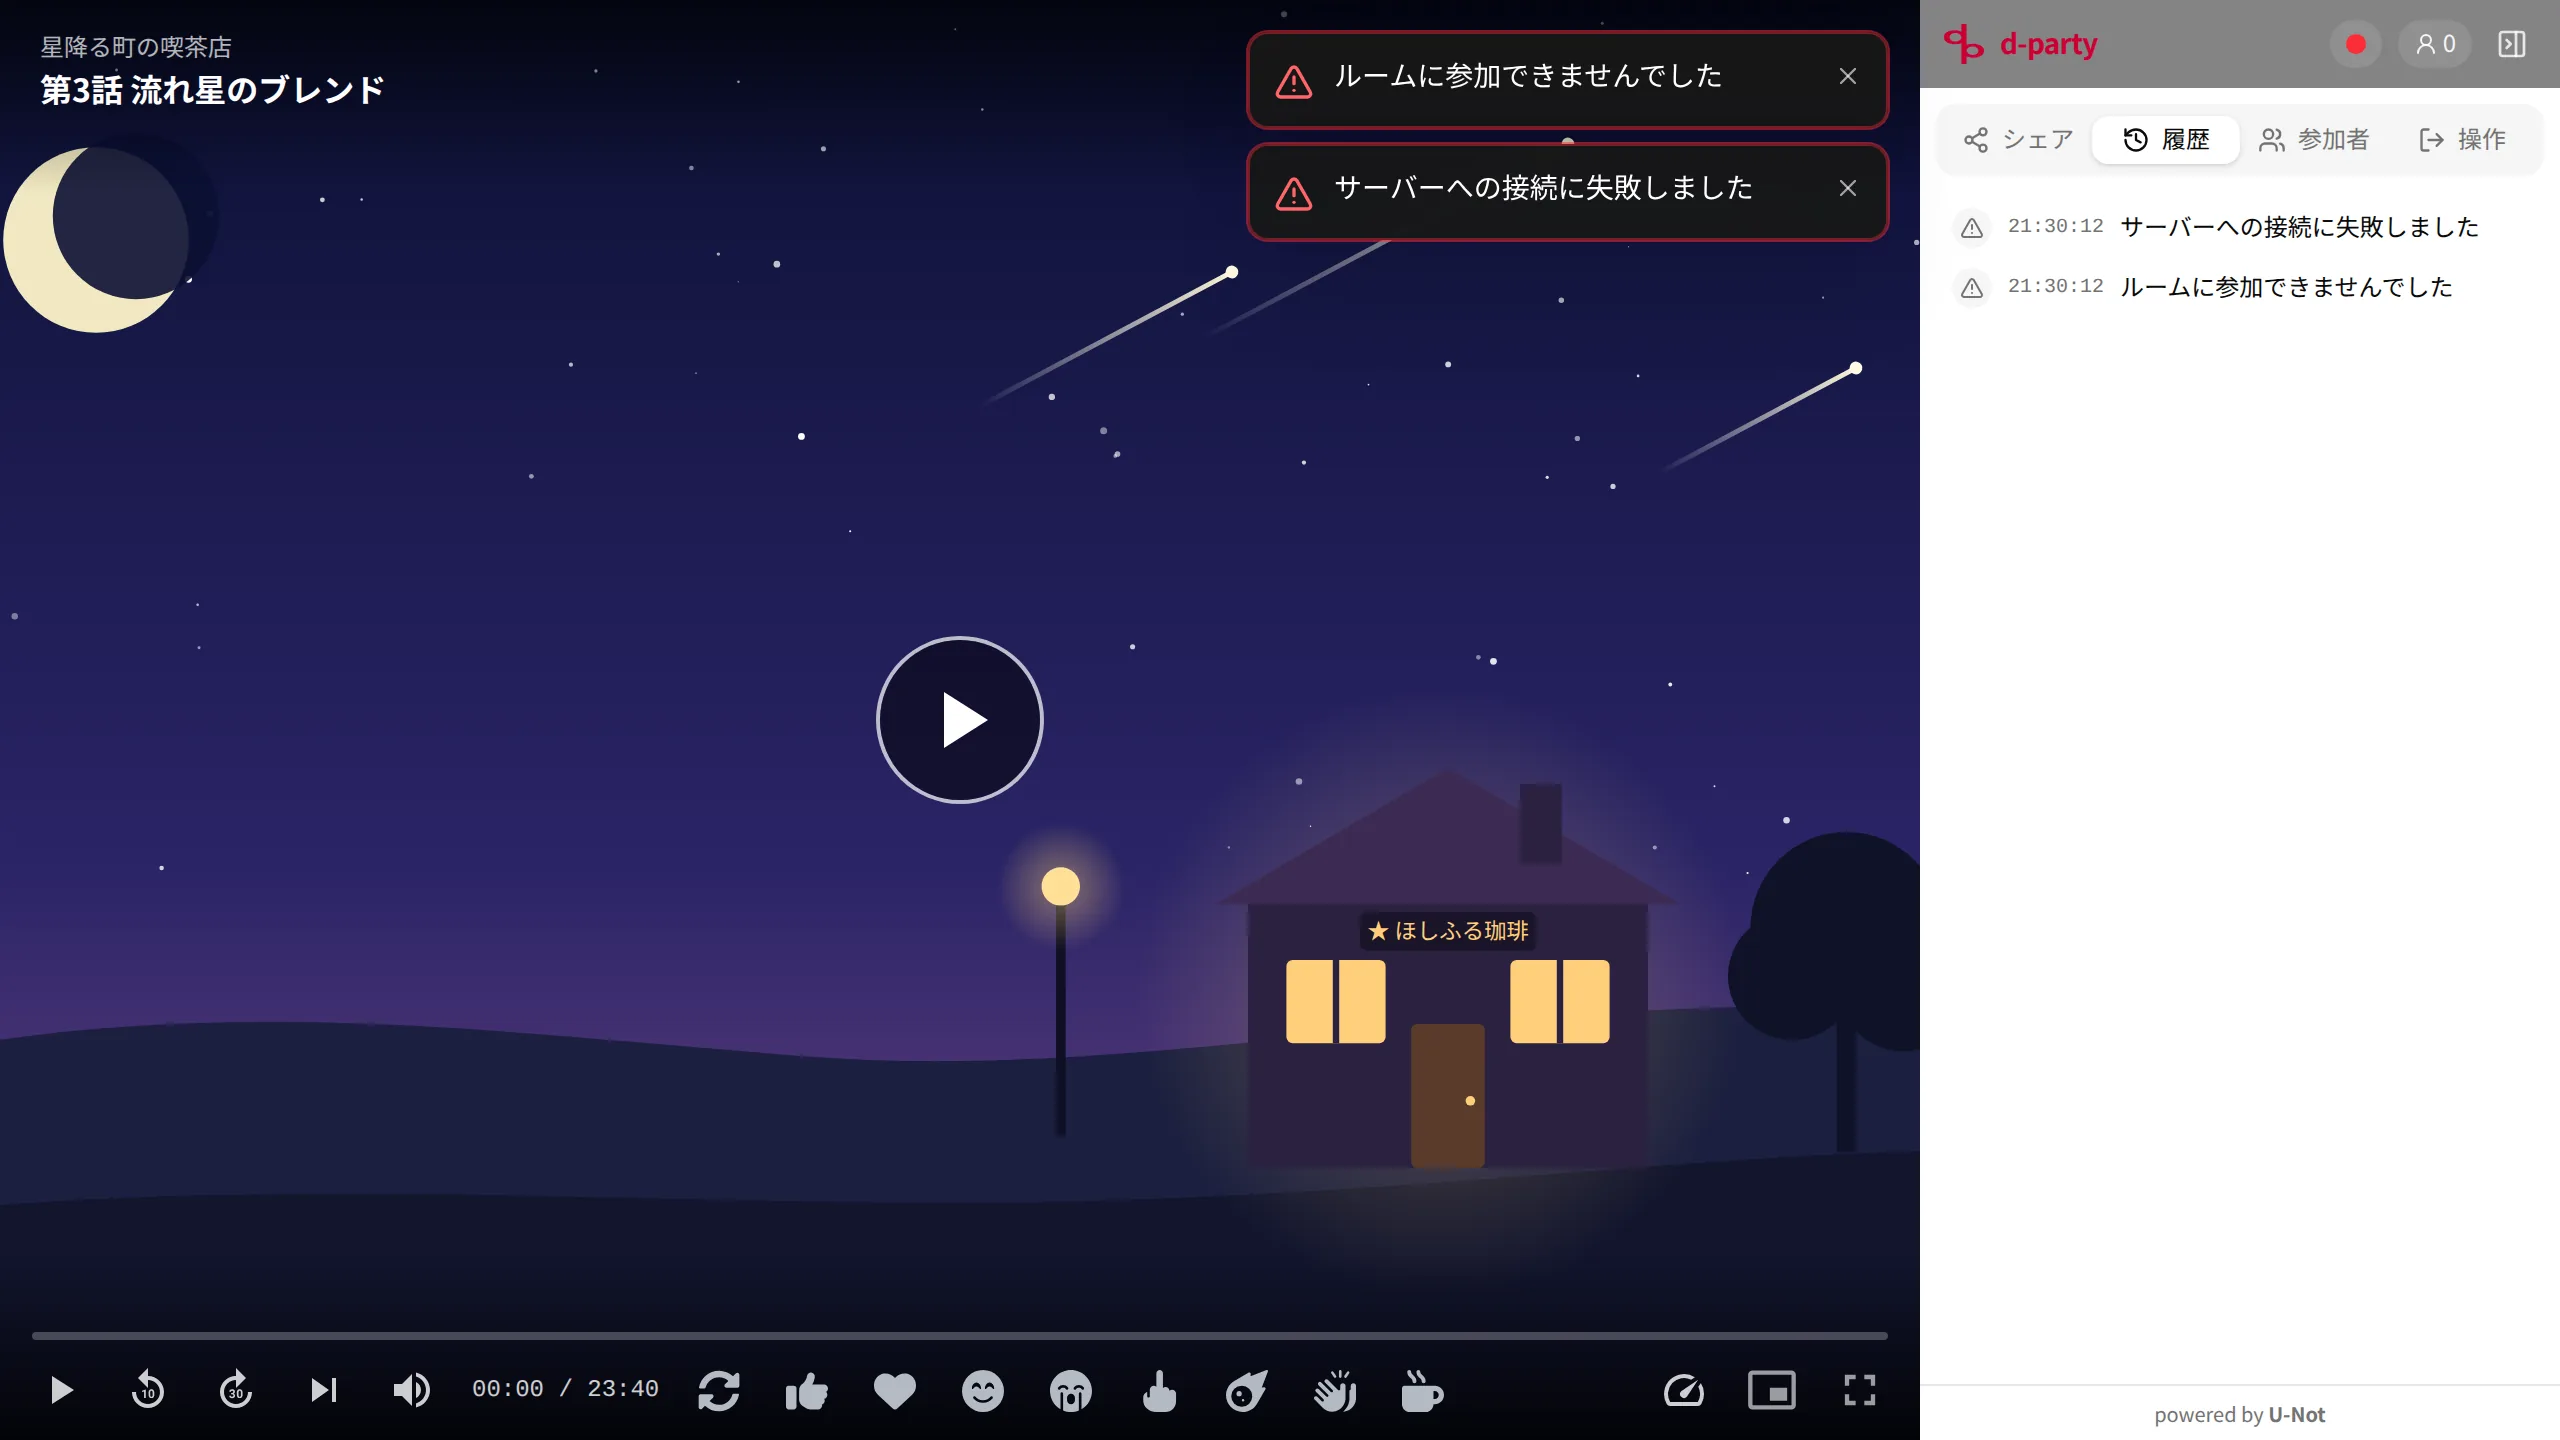 星降る町の喫茶店
第3話 流れ星のブレンド
ルームに参加できませんでした
サーバーへの接続に失敗しました
★ ほしふる珈琲
10
30
00:00 / 23:40
d-party
0
シェア
履歴
参加者
操作
21:30:12 サーバーへの接続に失敗しました
21:30:12 ルームに参加できませんでした
powered by U-Not